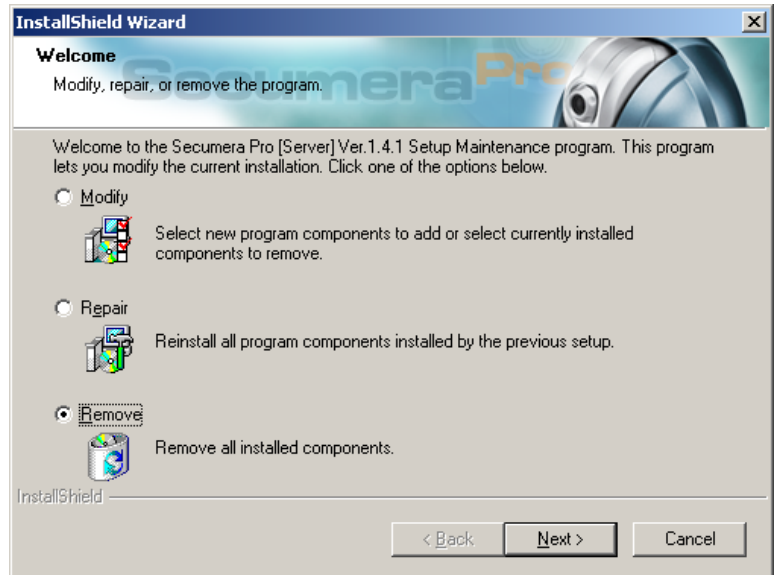 InstallShield Wizard
Welcome
Modify, repair, or remove the program.
Secumera Pro
Welcome to the Secumera Pro [Server] Ver.1.4.1 Setup Maintenance program. This program
lets you modify the current installation. Click one of the options below.
Modify
Select new program components to add or select currently installed
components to remove.
Repair
Reinstall all program components installed by the previous setup.
Remove
Remove all installed components.
InstallShield
< Back Next > Cancel